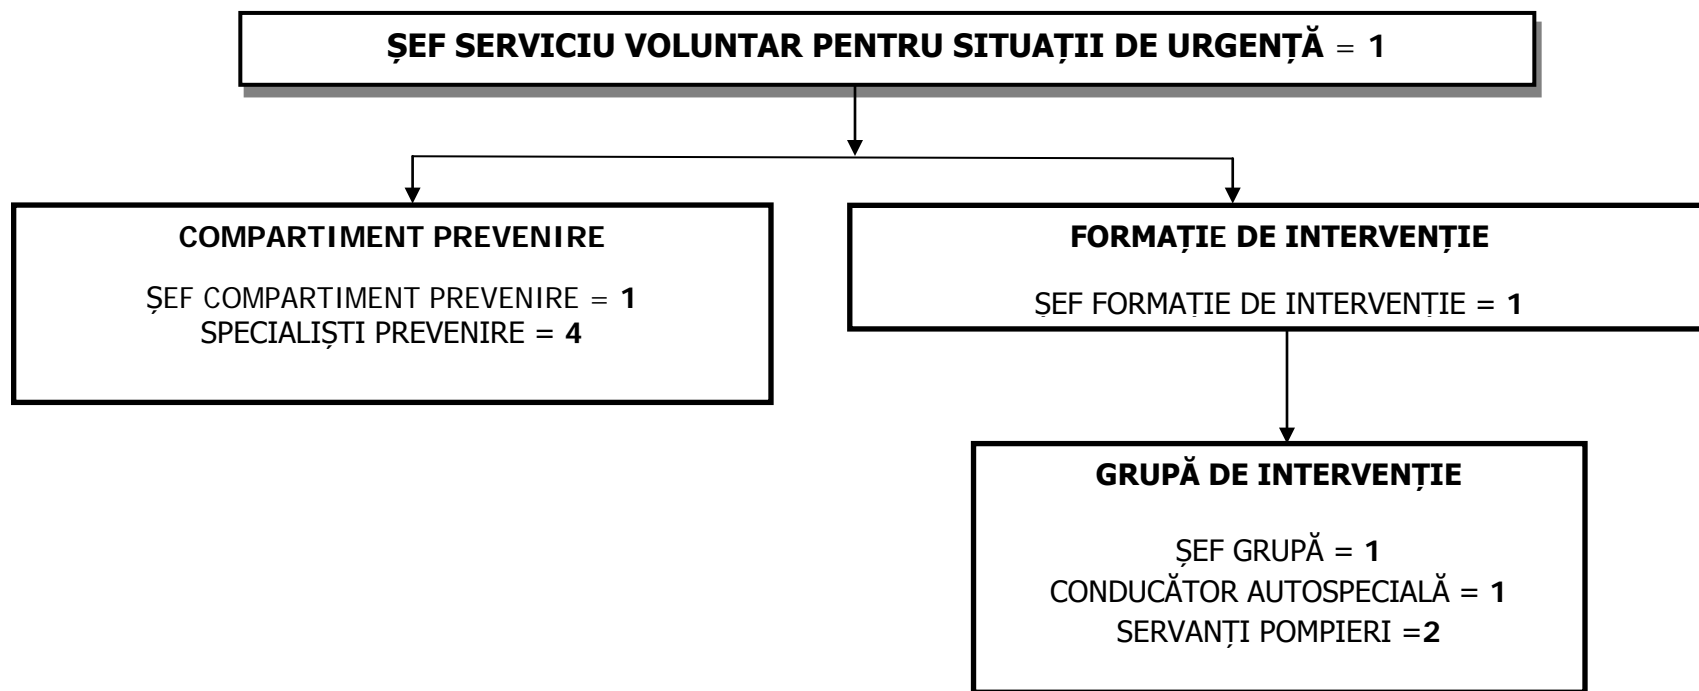 ȘEF SERVICIU VOLUNTAR PENTRU SITUAȚII DE URGENȚĂ = 1
COMPARTIMENT PREVENIRE
ȘEF COMPARTIMENT PREVENIRE = 1
SPECIALIȘTI PREVENIRE = 4
FORMAȚIE DE INTERVENȚIE
ȘEF FORMAȚIE DE INTERVENȚIE = 1
GRUPĂ DE INTERVENȚIE
ȘEF GRUPĂ = 1
CONDUCĂTOR AUTOSPECIALĂ = 1
SERVANȚI POMPIERI =2